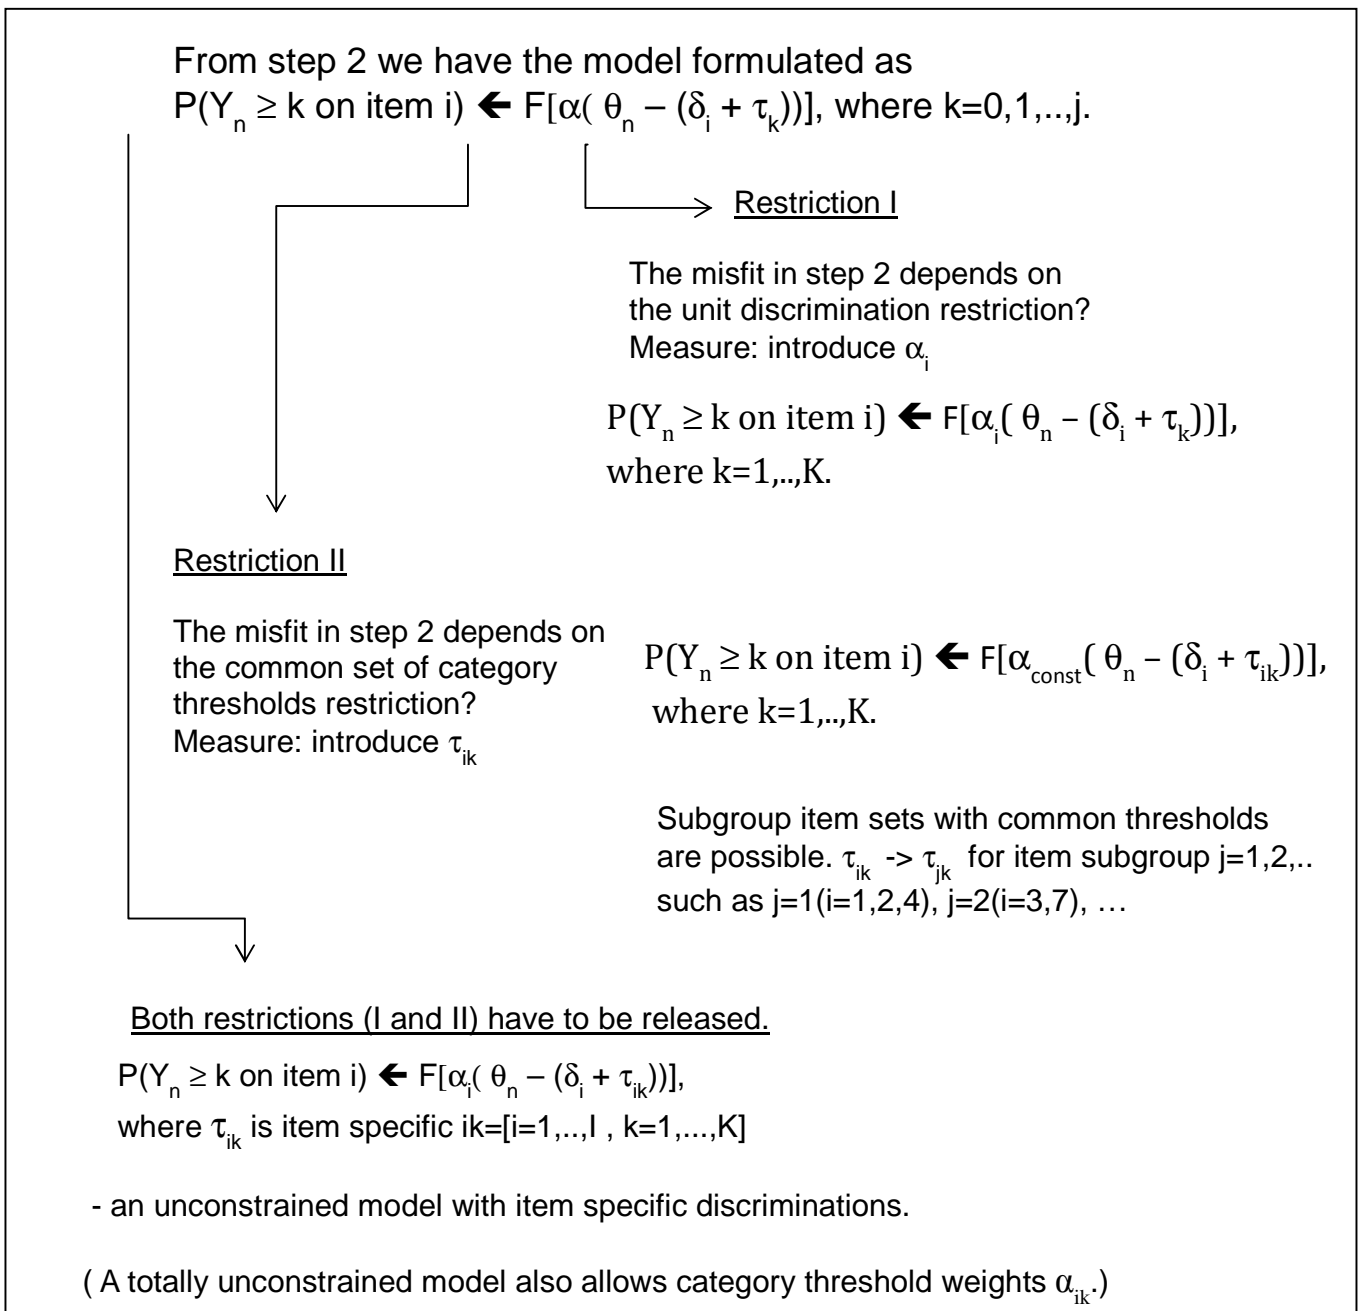 From step 2 we have the model formulated as
P(Yₙ ≥ k on item i) 🡸 F[α( θₙ – (δᵢ + τₖ))], where k=0,1,..,j.
Restriction I
The misfit in step 2 depends on
the unit discrimination restriction?
Measure: introduce αᵢ
P(Yₙ ≥ k on item i) 🡸 F[αᵢ( θₙ – (δᵢ + τₖ))],
where k=1,..,K.
Restriction II
The misfit in step 2 depends on
the common set of category
thresholds restriction?
Measure: introduce τᵢₖ
P(Yₙ ≥ k on item i) 🡸 F[α_const( θₙ – (δᵢ + τᵢₖ))],
where k=1,..,K.
Subgroup item sets with common thresholds
are possible. τᵢₖ -> τⱼₖ for item subgroup j=1,2,..
such as j=1(i=1,2,4), j=2(i=3,7), …
Both restrictions (I and II) have to be released.
P(Yₙ ≥ k on item i) 🡸 F[αᵢ( θₙ – (δᵢ + τᵢₖ))],
where τᵢₖ is item specific ik=[i=1,..,I , k=1,...,K]
- an unconstrained model with item specific discriminations.
( A totally unconstrained model also allows category threshold weights αᵢₖ.)